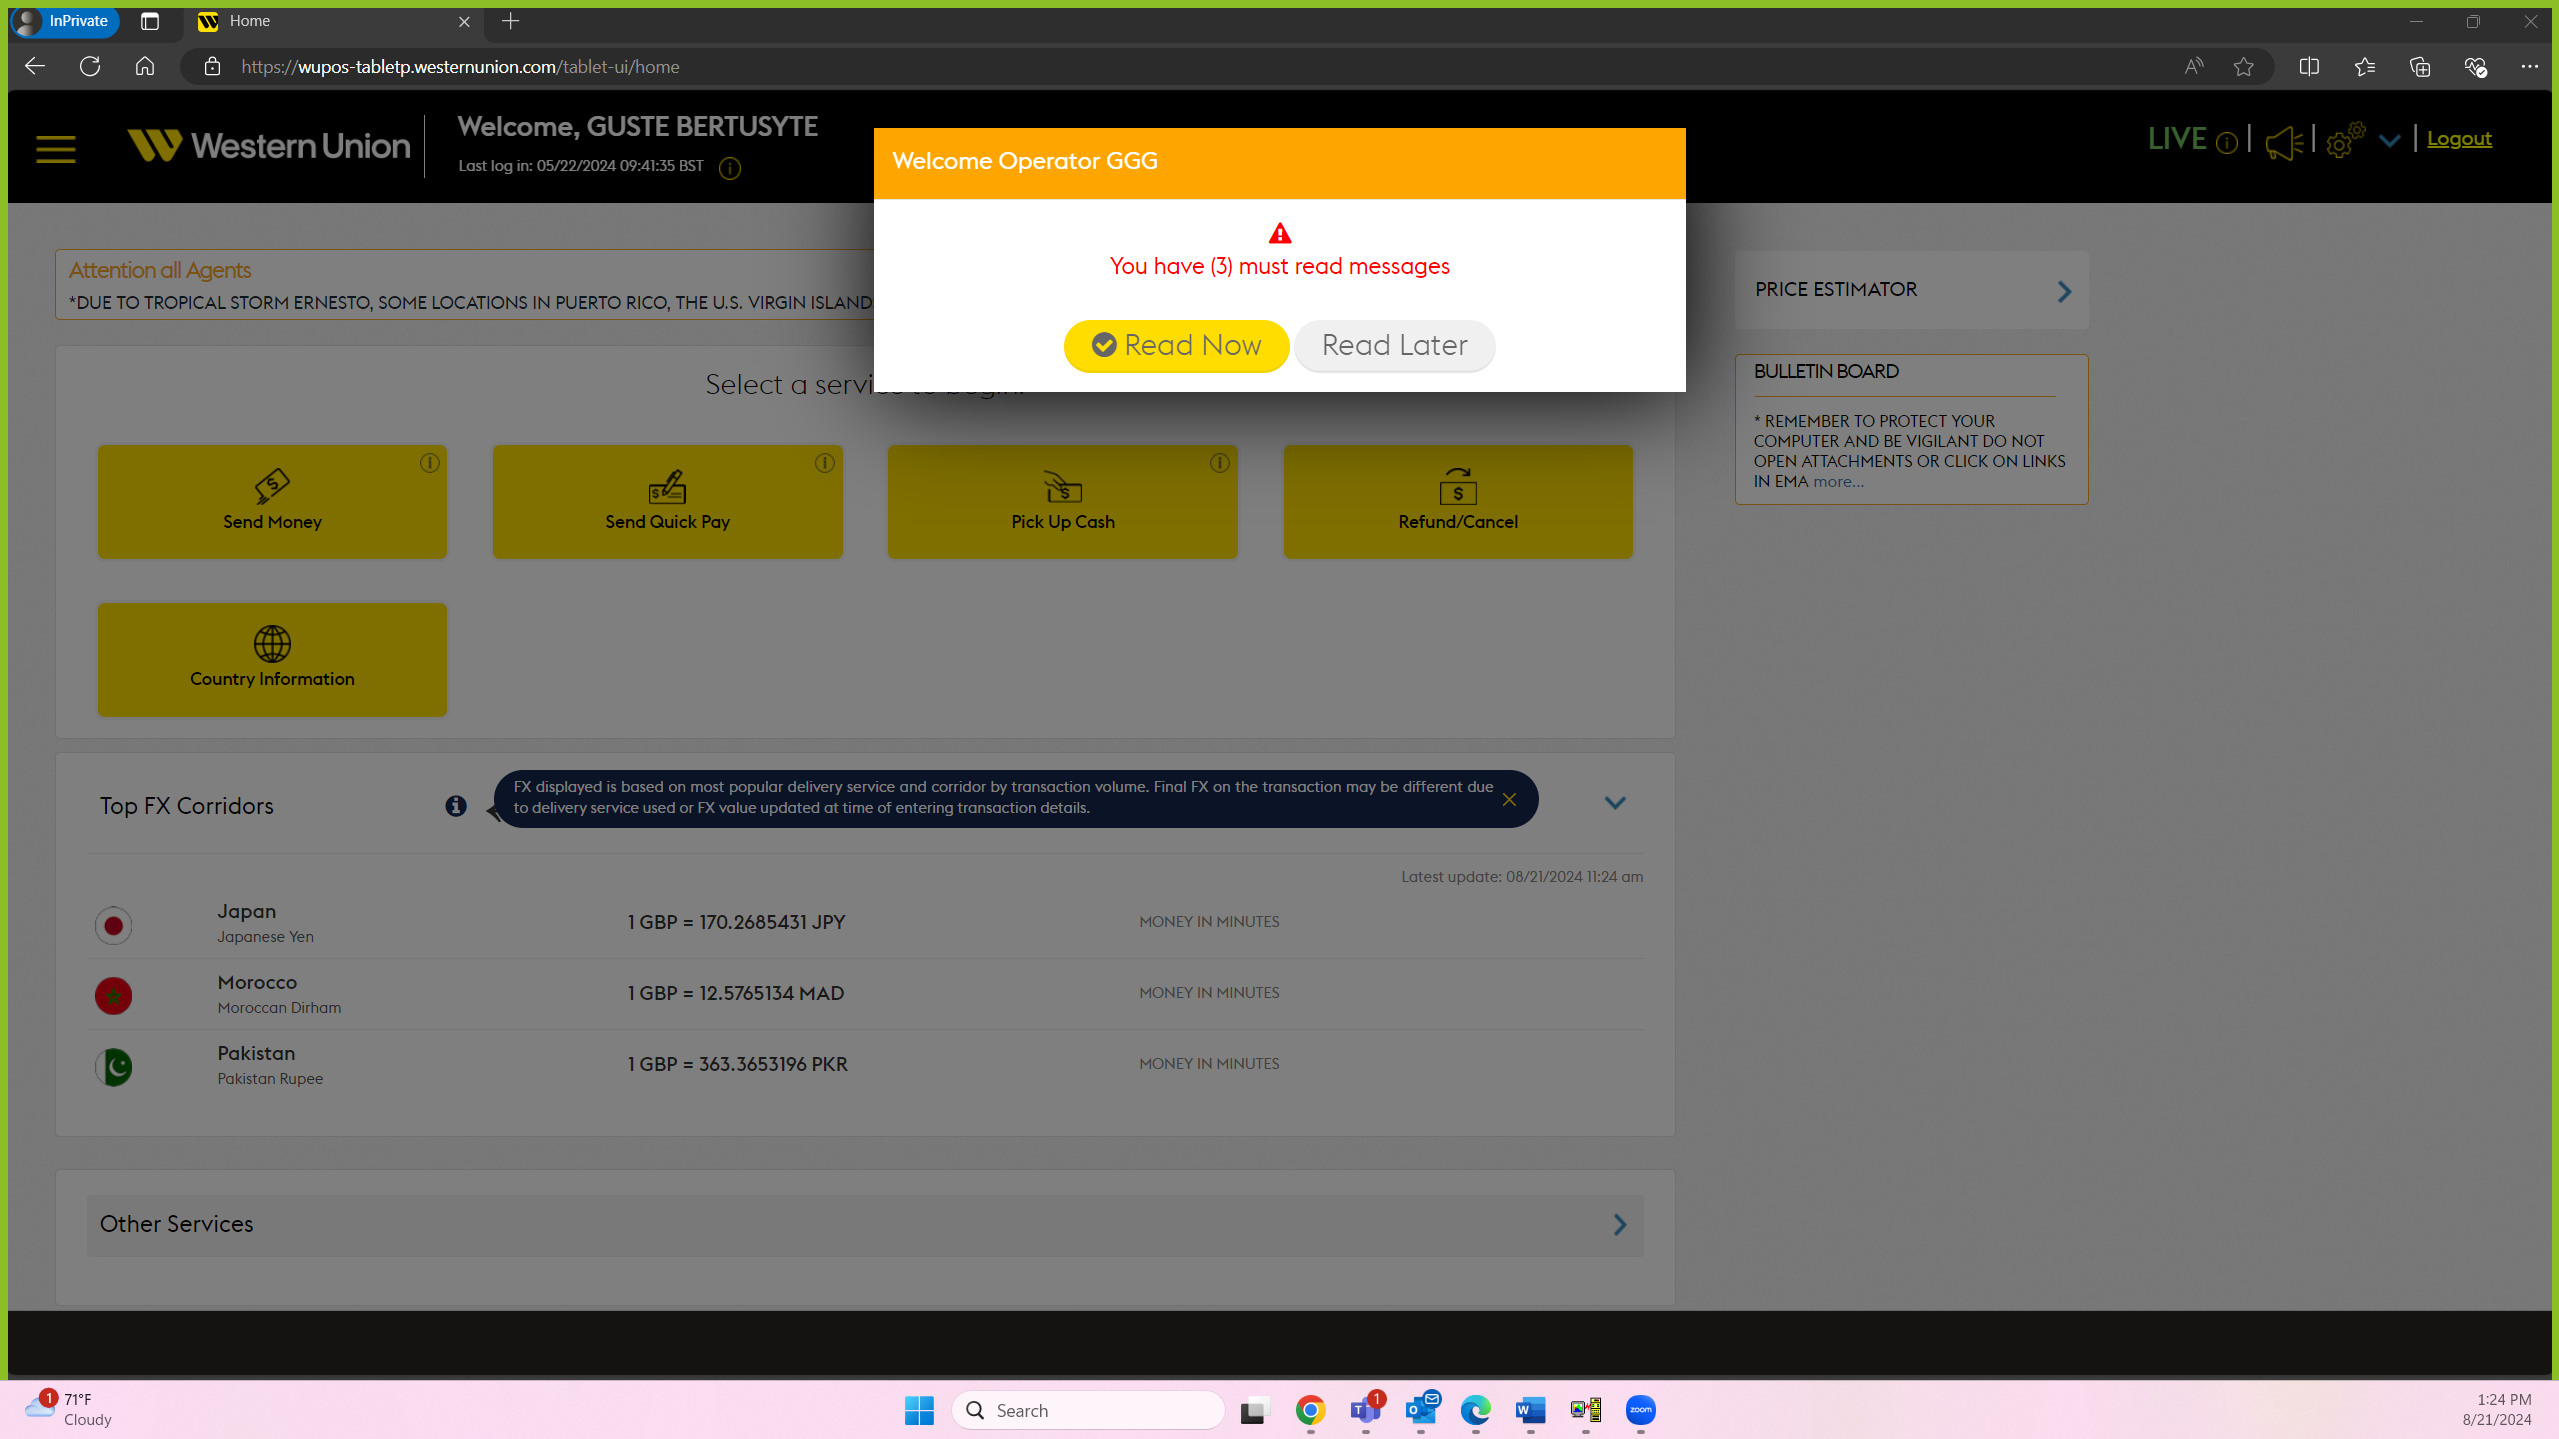 InPrivate
Home
https://wupos-tabletp.westernunion.com/tablet-ui/home
Western Union
Welcome, GUSTE BERTUSYTE
Last log in: 05/22/2024 09:41:35 BST
LIVE
Logout
Welcome Operator GGG
You have (3) must read messages
Read Now
Read Later
Attention all Agents
*DUE TO TROPICAL STORM ERNESTO, SOME LOCATIONS IN PUERTO RICO, THE U.S. VIRGIN ISLAND
Select a service to begin.
Send Money
Send Quick Pay
Pick Up Cash
Refund/Cancel
Country Information
PRICE ESTIMATOR
BULLETIN BOARD
* REMEMBER TO PROTECT YOUR
COMPUTER AND BE VIGILANT DO NOT
OPEN ATTACHMENTS OR CLICK ON LINKS
IN EMA more...
Top FX Corridors
FX displayed is based on most popular delivery service and corridor by transaction volume. Final FX on the transaction may be different due
to delivery service used or FX value updated at time of entering transaction details.
Latest update: 08/21/2024 11:24 am
Japan
Japanese Yen
1 GBP = 170.2685431 JPY
MONEY IN MINUTES
Morocco
Moroccan Dirham
1 GBP = 12.5765134 MAD
MONEY IN MINUTES
Pakistan
Pakistan Rupee
1 GBP = 363.3653196 PKR
MONEY IN MINUTES
Other Services
1
71°F
Cloudy
Search
1
zoom
1:24 PM
8/21/2024